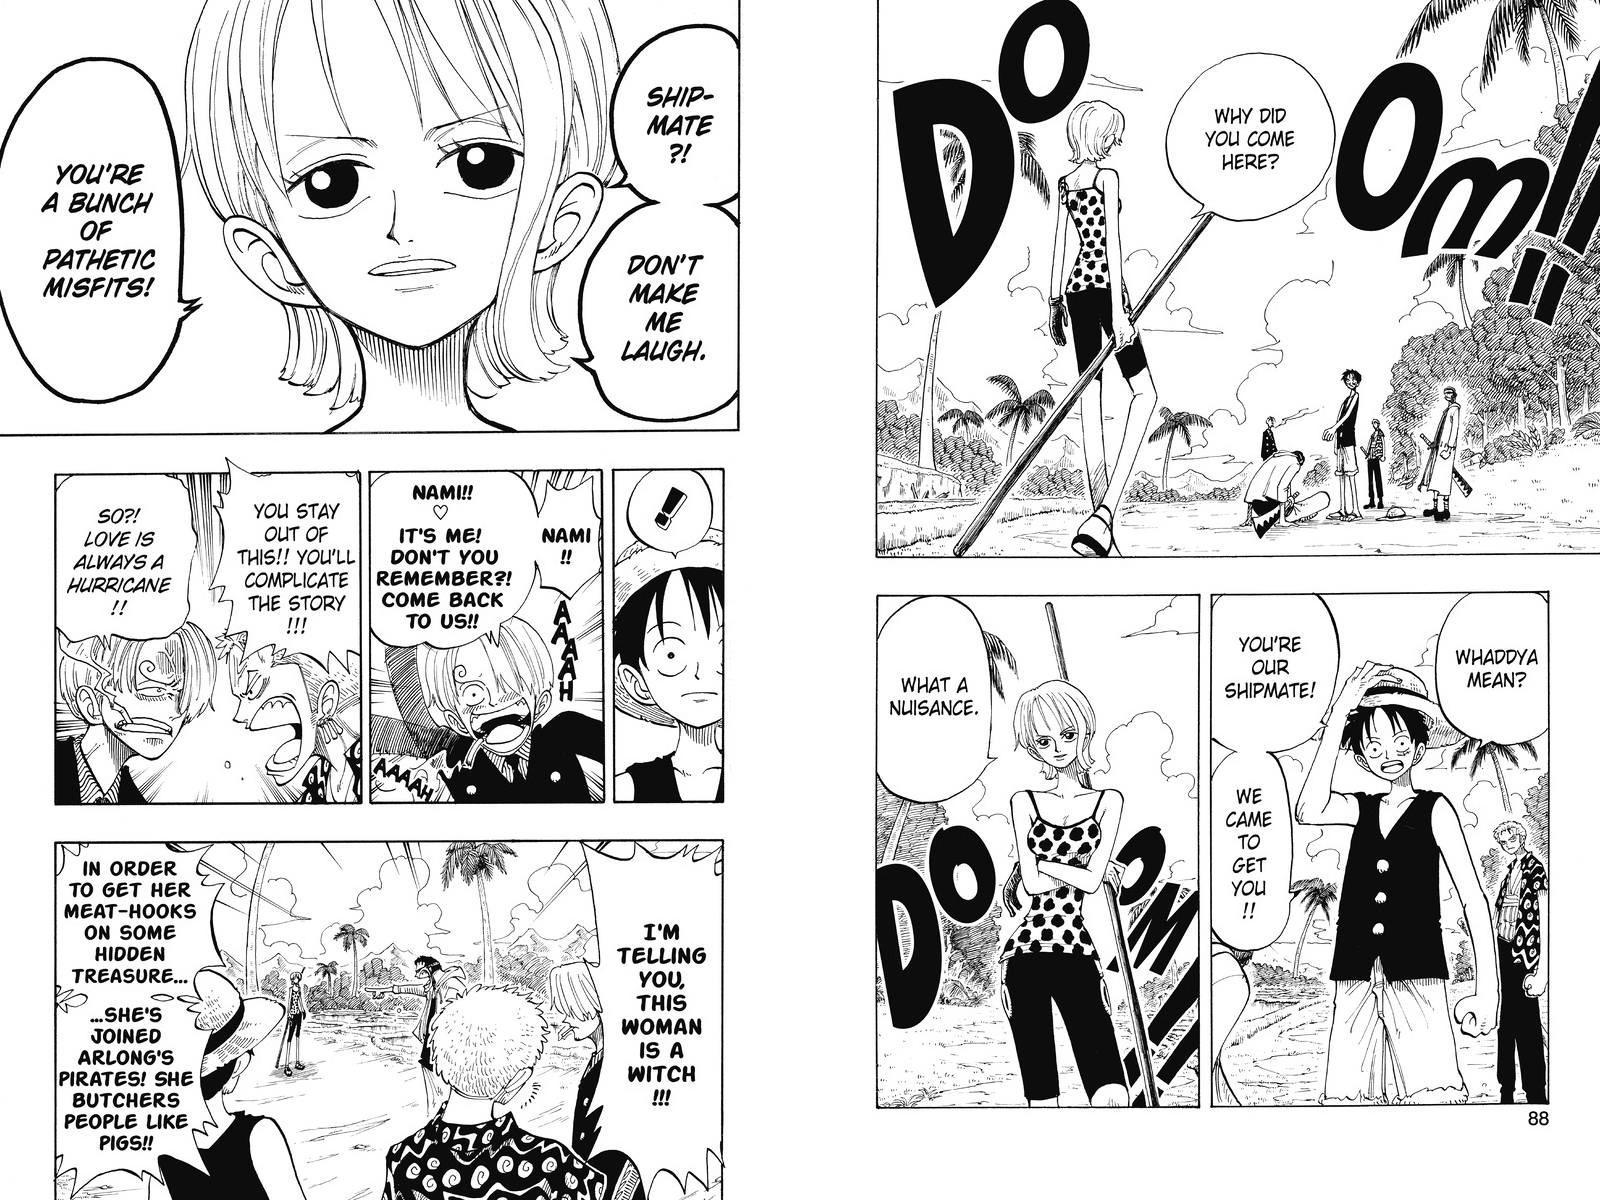 DOOM!!
WHY DID
YOU COME
HERE?
WHADDYA
MEAN?
YOU'RE
OUR
SHIPMATE!
WE
CAME
TO
GET
YOU
!!
WHAT A
NUISANCE.
DOOM!!
88
SHIP-
MATE
?!
DON'T
MAKE
ME
LAUGH.
YOU'RE
A BUNCH
OF
PATHETIC
MISFITS!
!
NAMI
!!
AAAAH
NAMI!!
♡
IT'S ME!
DON'T YOU
REMEMBER?!
COME BACK
TO US!!
AAAAH
YOU STAY
OUT OF
THIS!! YOU'LL
COMPLICATE
THE STORY
!!!
SO?!
LOVE IS
ALWAYS A
HURRICANE
!!
I'M
TELLING
YOU,
THIS
WOMAN
IS A
WITCH
!!!
IN ORDER
TO GET HER
MEAT-HOOKS
ON SOME
HIDDEN
TREASURE...
...SHE'S
JOINED
ARLONG'S
PIRATES! SHE
BUTCHERS
PEOPLE LIKE
PIGS!!